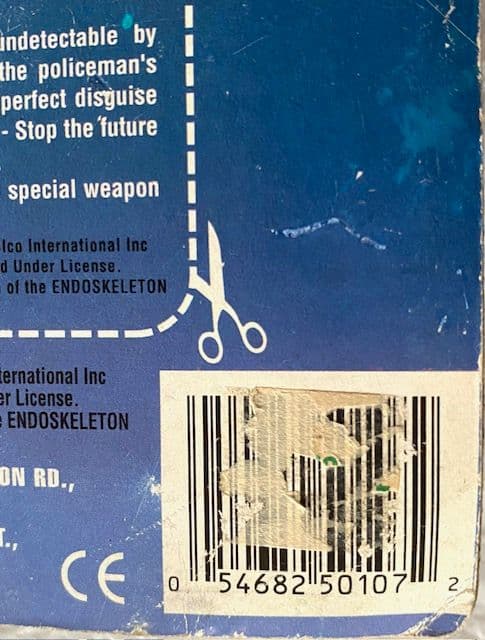 undetectable by
the policeman's
perfect disguise
- Stop the future
special weapon
lco International Inc
d Under License.
of the ENDOSKELETON
ternational Inc
er License.
e ENDOSKELETON
ON RD.,
T.,
CE
0 54682 50107 2